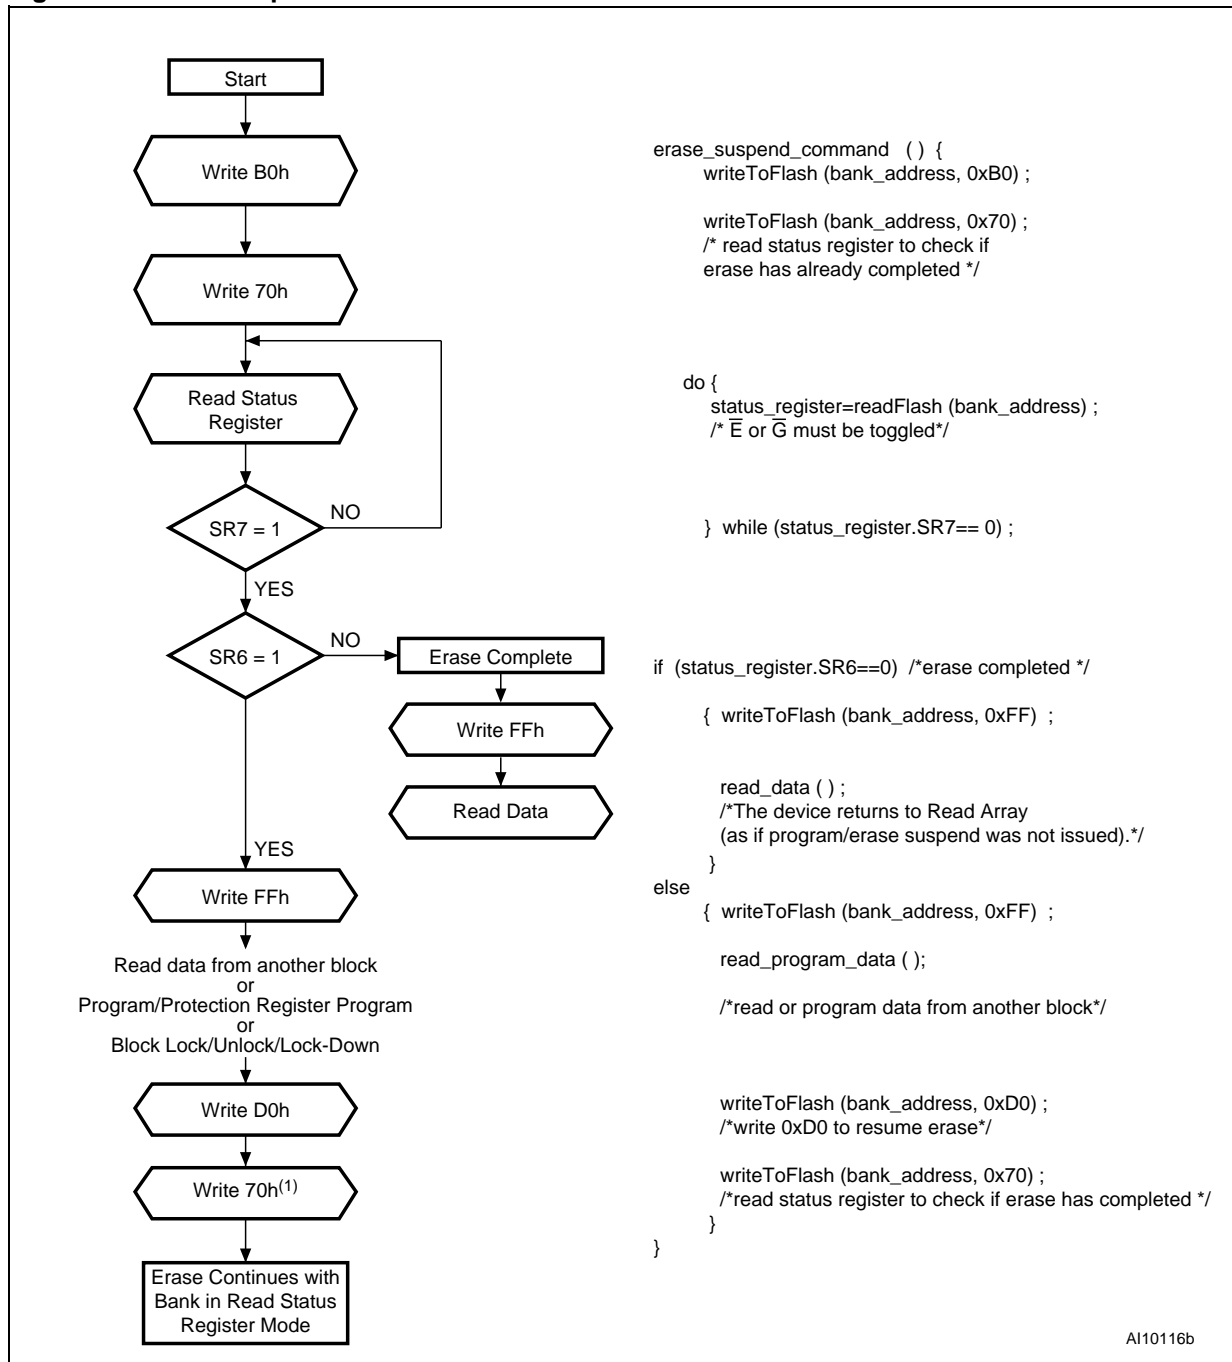 Start
Write B0h
Write 70h
Read Status
Register
NO
SR7 = 1
YES
NO
SR6 = 1
Erase Complete
Write FFh
Read Data
YES
Write FFh
Read data from another block
or
Program/Protection Register Program
or
Block Lock/Unlock/Lock-Down
Write D0h
Write 70h(1)
Erase Continues with
Bank in Read Status
Register Mode
erase_suspend_command ( ) {
writeToFlash (bank_address, 0xB0) ;
writeToFlash (bank_address, 0x70) ;
/* read status register to check if
erase has already completed */
do {
status_register=readFlash (bank_address) ;
/* E̅ or G̅ must be toggled*/
} while (status_register.SR7== 0) ;
if (status_register.SR6==0) /*erase completed */
{ writeToFlash (bank_address, 0xFF) ;
read_data ( ) ;
/*The device returns to Read Array
(as if program/erase suspend was not issued).*/
}
else
{ writeToFlash (bank_address, 0xFF) ;
read_program_data ( );
/*read or program data from another block*/
writeToFlash (bank_address, 0xD0) ;
/*write 0xD0 to resume erase*/
writeToFlash (bank_address, 0x70) ;
/*read status register to check if erase has completed */
}
}
AI10116b